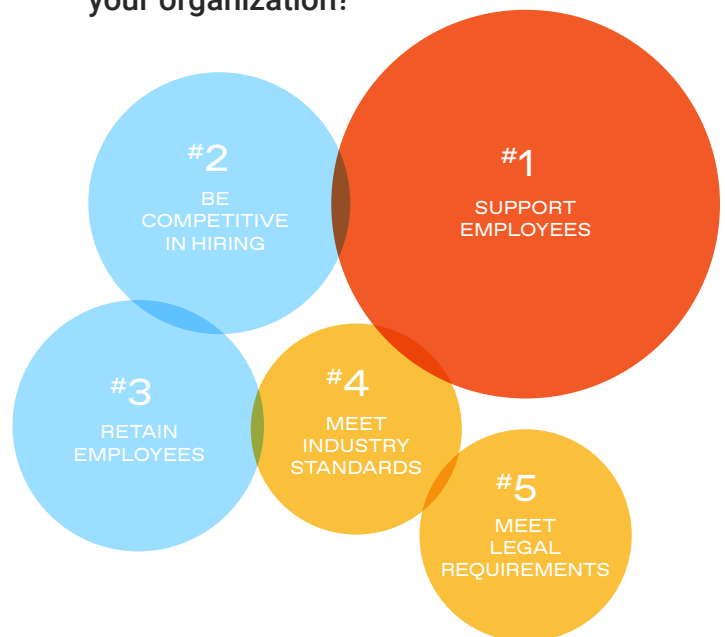 your organization?
#1
SUPPORT
EMPLOYEES
#2
BE
COMPETITIVE
IN HIRING
#3
RETAIN
EMPLOYEES
#4
MEET
INDUSTRY
STANDARDS
#5
MEET
LEGAL
REQUIREMENTS